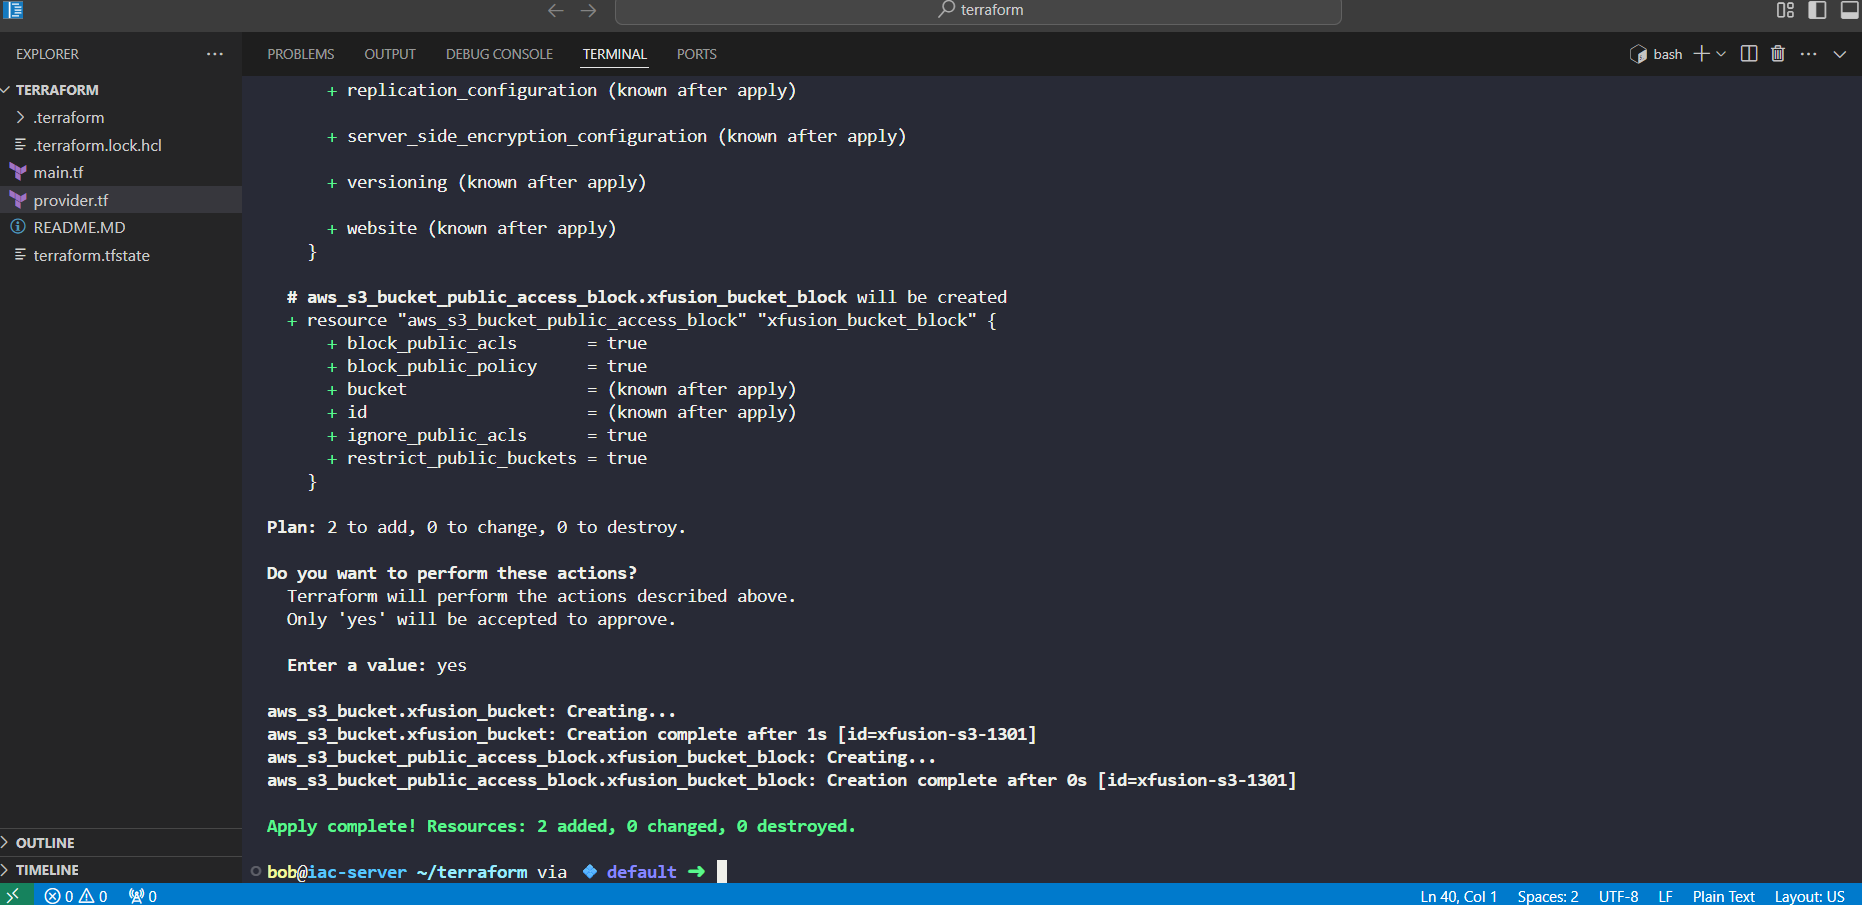 terraform
EXPLORER
TERRAFORM
.terraform
.terraform.lock.hcl
main.tf
provider.tf
README.MD
terraform.tfstate
OUTLINE
TIMELINE
PROBLEMS OUTPUT DEBUG CONSOLE TERMINAL PORTS
bash
+ replication_configuration (known after apply)
+ server_side_encryption_configuration (known after apply)
+ versioning (known after apply)
+ website (known after apply)
}
# aws_s3_bucket_public_access_block.xfusion_bucket_block will be created
+ resource "aws_s3_bucket_public_access_block" "xfusion_bucket_block" {
+ block_public_acls = true
+ block_public_policy = true
+ bucket = (known after apply)
+ id = (known after apply)
+ ignore_public_acls = true
+ restrict_public_buckets = true
}
Plan: 2 to add, 0 to change, 0 to destroy.
Do you want to perform these actions?
Terraform will perform the actions described above.
Only 'yes' will be accepted to approve.
Enter a value: yes
aws_s3_bucket.xfusion_bucket: Creating...
aws_s3_bucket.xfusion_bucket: Creation complete after 1s [id=xfusion-s3-1301]
aws_s3_bucket_public_access_block.xfusion_bucket_block: Creating...
aws_s3_bucket_public_access_block.xfusion_bucket_block: Creation complete after 0s [id=xfusion-s3-1301]
Apply complete! Resources: 2 added, 0 changed, 0 destroyed.
bob@iac-server ~/terraform via default ➜
0 0 0
Ln 40, Col 1 Spaces: 2 UTF-8 LF Plain Text Layout: US